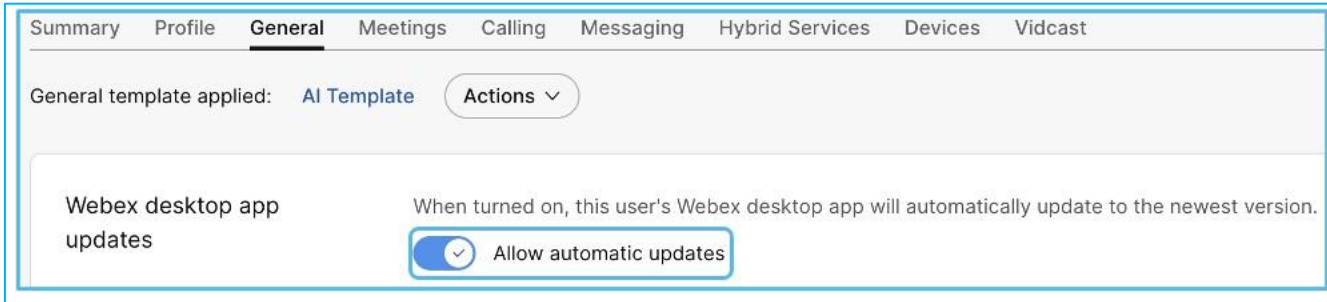 Summary Profile General Meetings Calling Messaging Hybrid Services Devices Vidcast
General template applied: AI Template Actions
Webex desktop app
updates
When turned on, this user's Webex desktop app will automatically update to the newest version.
Allow automatic updates